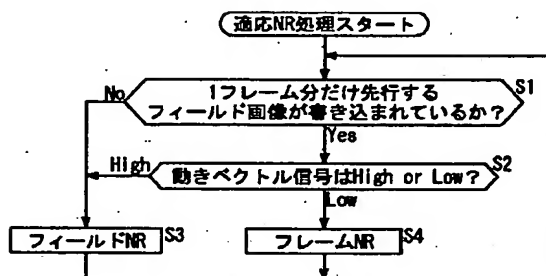 適応NR処理スタート
S1
1フレーム分だけ先行する
フィールド画像が書き込まれているか?
No
Yes
S2
動きベクトル信号はHigh or Low?
High
Low
フィールドNR S3
フレームNR S4